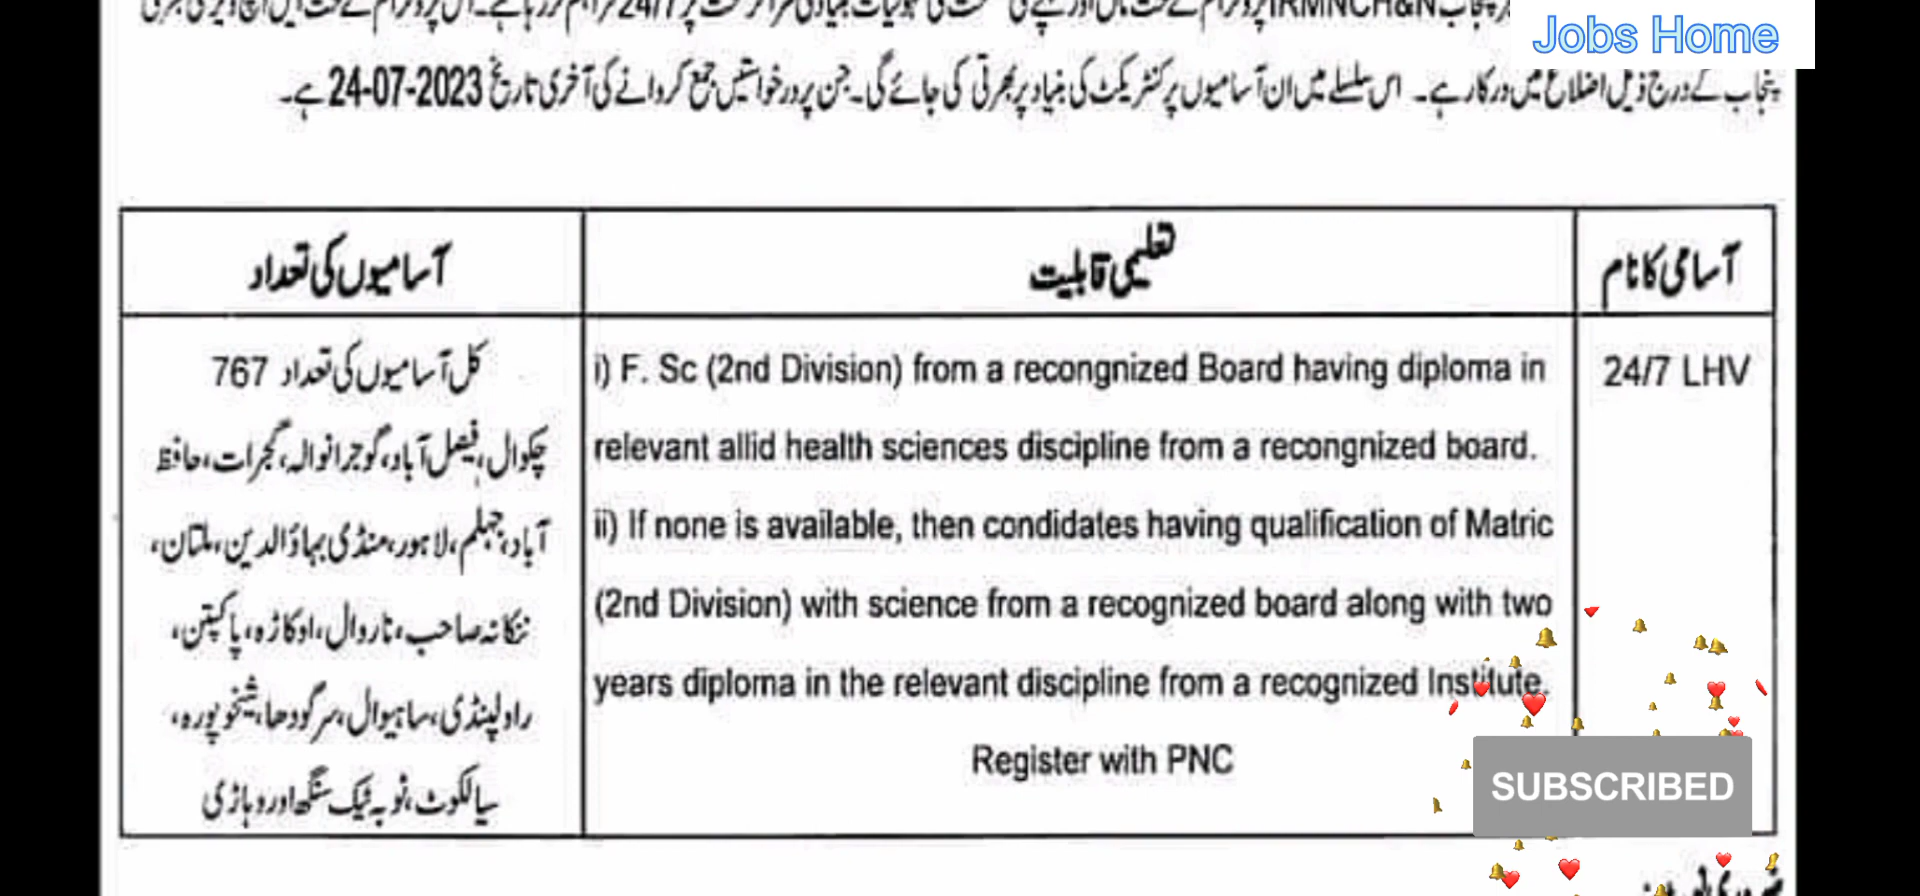 Jobs Home
پنجاب کے درج ذیل اضلاع میں درکار ہے۔ اس سلسلے میں ان آسامیوں پر کنٹریکٹ کی بنیاد پر بھرتی کی جائے گی۔ جن پر درخواستیں جمع کروانے کی آخری تاریخ 24-07-2023 ہے۔
آسامی کا نام
تعلیمی قابلیت
آسامیوں کی تعداد
24/7 LHV
i) F. Sc (2nd Division) from a recongnized Board having diploma in
relevant allid health sciences discipline from a recongnized board.
ii) If none is available, then condidates having qualification of Matric
(2nd Division) with science from a recognized board along with two
years diploma in the relevant discipline from a recognized Institute.
Register with PNC
کل آسامیوں کی تعداد 767
چکوال، فیصل آباد، گوجرانوالہ، گجرات، حافظ
آباد، جہلم، لاہور، منڈی بہاؤالدین، ملتان،
ننکانہ صاحب، نارووال، اوکاڑہ، پاکپتن،
راولپنڈی، ساہیوال، سرگودھا، شیخوپورہ،
سیالکوٹ، ٹوبہ ٹیک سنگھ اور وہاڑی
SUBSCRIBED